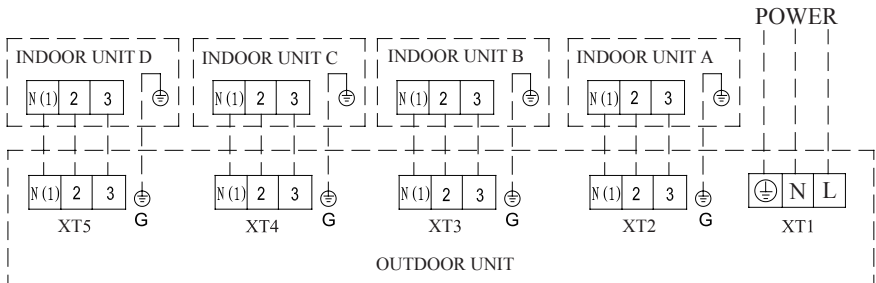 POWER
INDOOR UNIT D INDOOR UNIT C INDOOR UNIT B INDOOR UNIT A
N (1) 2 3 N (1) 2 3 N (1) 2 3 N (1) 2 3
N (1) 2 3 N (1) 2 3 N (1) 2 3 N (1) 2 3 N L
G G G G
XT5 XT4 XT3 XT2 XT1
OUTDOOR UNIT